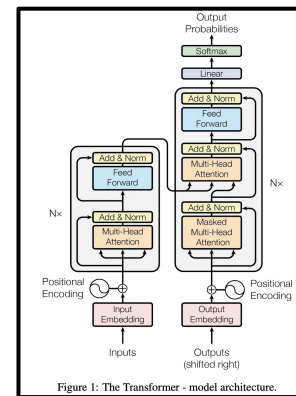 Output
Probabilities
Softmax
Linear
Add & Norm
Feed
Forward
Add & Norm
Multi-Head
Attention
Add & Norm
Masked
Multi-Head
Attention
N×
Add & Norm
Feed
Forward
Add & Norm
Multi-Head
Attention
N×
Positional
Encoding
Positional
Encoding
Input
Embedding
Output
Embedding
Inputs
Outputs
(shifted right)
Figure 1: The Transformer - model architecture.